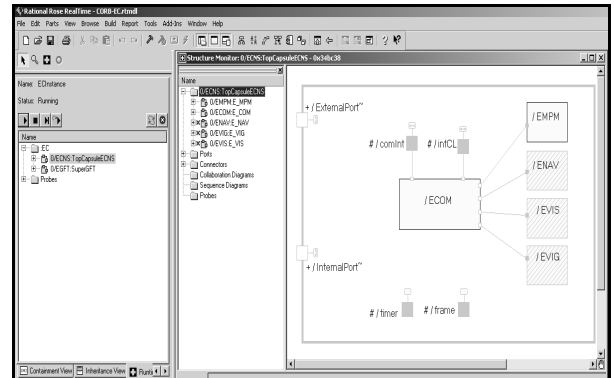 Rational Rose RealTime - CORB-EC.rtmdl
File Edit Parts View Browse Build Report Tools Add-Ins Window Help
Structure Monitor: 0/ECNS:TopCapsuleECNS - 0x34bc38
Name: ECInstance
Status: Running
Name
EC
0/ECNS:TopCapsuleECNS
0/EGFT:SuperGFT
Probes
Name
0/ECNS:TopCapsuleECNS
0/EMPM:E_MPM
0/ECOM:E_COM
0/ENAV:E_NAV
0/EVIG:E_VIG
0/EVIS:E_VIS
Ports
Connectors
Collaboration Diagrams
Sequence Diagrams
Probes
+ / ExternalPort~
# / comInt
# / intCL
/ EMPM
/ ENAV
/ ECOM
/ EVIS
/ EVIG
+ / InternalPort~
# / timer
# / frame
Containment View
Inheritance View